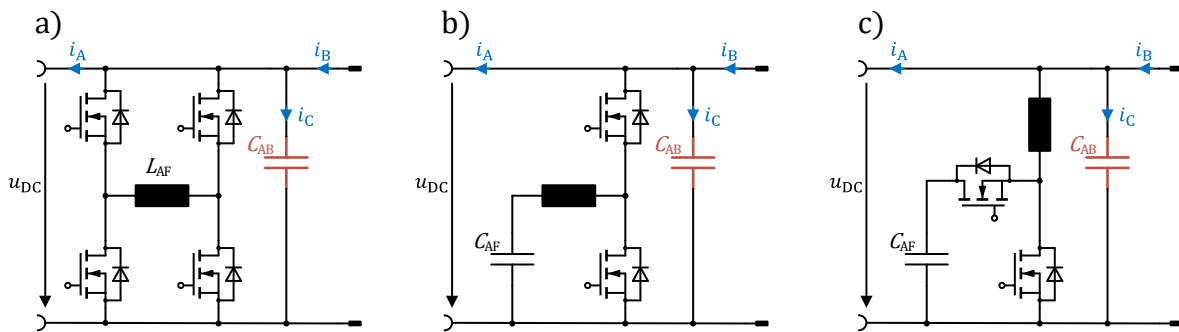 a)
i_A
i_B
i_C
C_AB
L_AF
u_DC
b)
i_A
i_B
i_C
C_AB
u_DC
C_AF
c)
i_A
i_B
i_C
C_AB
u_DC
C_AF